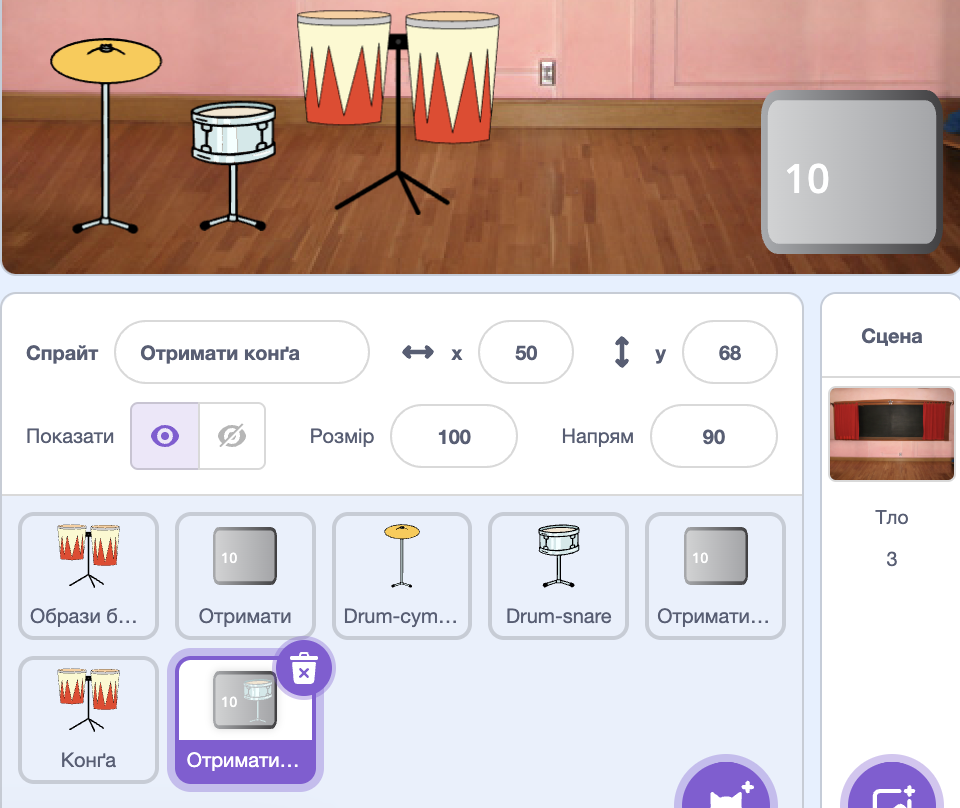 10
Спрайт Отримати конґа x 50 y 68
Показати Розмір 100 Напрям 90
Сцена
Тло
3
10 10
Образи б... Отримати Drum-cym... Drum-snare Отримати...
10
Конґа Отримати...